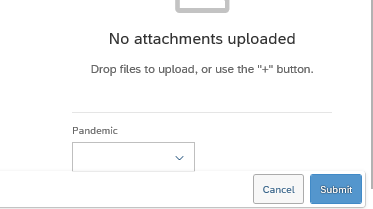 No attachments uploaded
Drop files to upload, or use the "+" button.
Pandemic
Cancel Submit